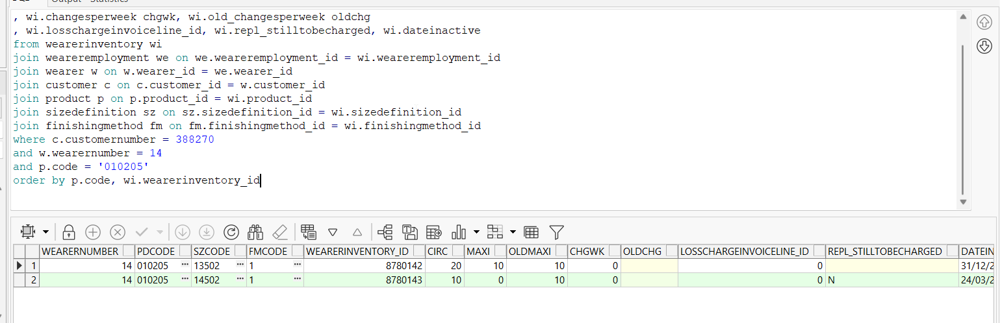 Output Statistics
, wi.changesperweek chgwk, wi.old_changesperweek oldchg
, wi.losschargeinvoiceline_id, wi.repl_stilltobecharged, wi.dateinactive
from wearerinventory wi
join weareremployment we on we.weareremployment_id = wi.weareremployment_id
join wearer w on w.wearer_id = we.wearer_id
join customer c on c.customer_id = w.customer_id
join product p on p.product_id = wi.product_id
join sizedefinition sz on sz.sizedefinition_id = wi.sizedefinition_id
join finishingmethod fm on fm.finishingmethod_id = wi.finishingmethod_id
where c.customernumber = 388270
and w.wearernumber = 14
and p.code = '010205'
order by p.code, wi.wearerinventory_id
WEARERNUMBER PDCODE SZCODE FMCODE WEARERINVENTORY_ID CIRC MAXI OLDMAXI CHGWK OLDCHG LOSSCHARGEINVOICELINE_ID REPL_STILLTOBECHARGED DATEIN
1 14 010205 ... 13502 ... 1 ... 8780142 20 10 10 0 0 31/12/2
2 14 010205 ... 14502 ... 1 ... 8780143 10 0 10 0 0 N 24/03/2